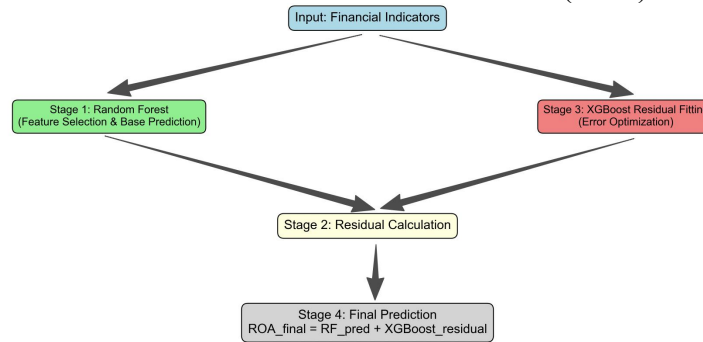 Input: Financial Indicators
Stage 1: Random Forest
(Feature Selection & Base Prediction)
Stage 3: XGBoost Residual Fittin
(Error Optimization)
Stage 2: Residual Calculation
Stage 4: Final Prediction
ROA_final = RF_pred + XGBoost_residual